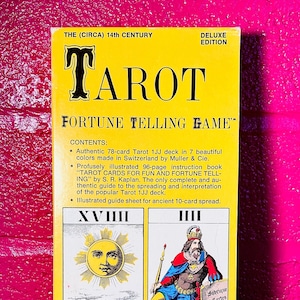 THE (CIRCA) 14th CENTURY
DELUXE
EDITION
TAROT
FORTUNE TELLING GAME™
CONTENTS:
• Authentic 78-card Tarot 1JJ deck in 7 beautiful
colors made in Switzerland by Muller & Cie.
• Profusely illustrated 96-page instruction book
"TAROT CARDS FOR FUN AND FORTUNE TELL-
ING" by S. R. Kaplan. The only complete and au-
thentic guide to the spreading and interpretation
of the popular Tarot 1JJ deck.
• Illustrated guide sheet for ancient 10-card spread.
XVIIII
IIII